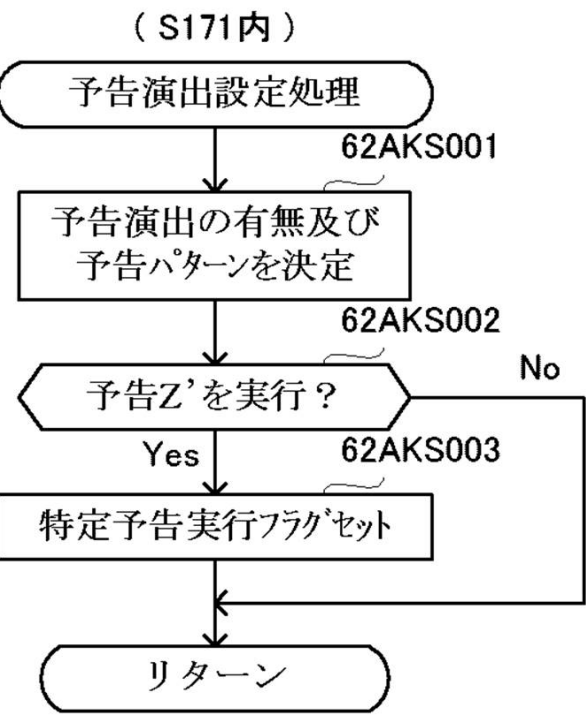 ( S171内 )
予告演出設定処理
62AKS001
予告演出の有無及び
予告パターンを決定
62AKS002
予告Z’を実行？
No
Yes
62AKS003
特定予告実行フラグセット
リターン